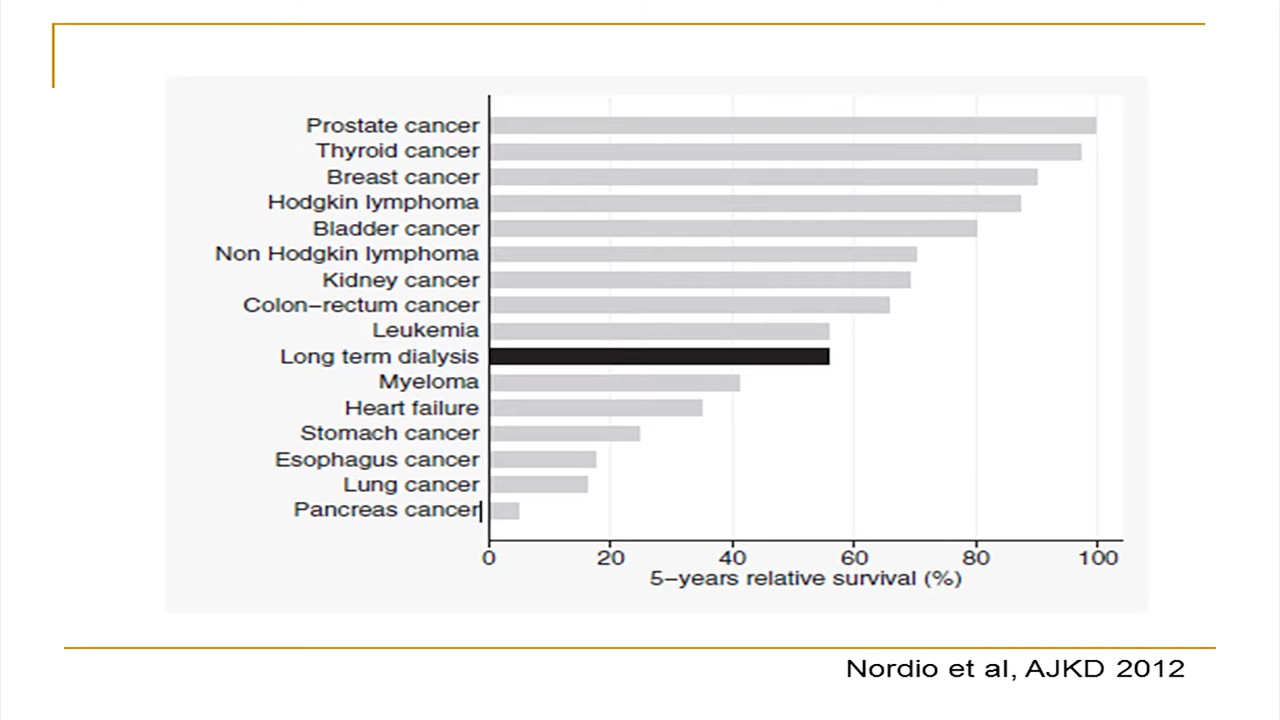 Prostate cancer
Thyroid cancer
Breast cancer
Hodgkin lymphoma
Bladder cancer
Non Hodgkin lymphoma
Kidney cancer
Colon−rectum cancer
Leukemia
Long term dialysis
Myeloma
Heart failure
Stomach cancer
Esophagus cancer
Lung cancer
Pancreas cancer
0 20 40 60 80 100
5−years relative survival (%)
Nordio et al, AJKD 2012